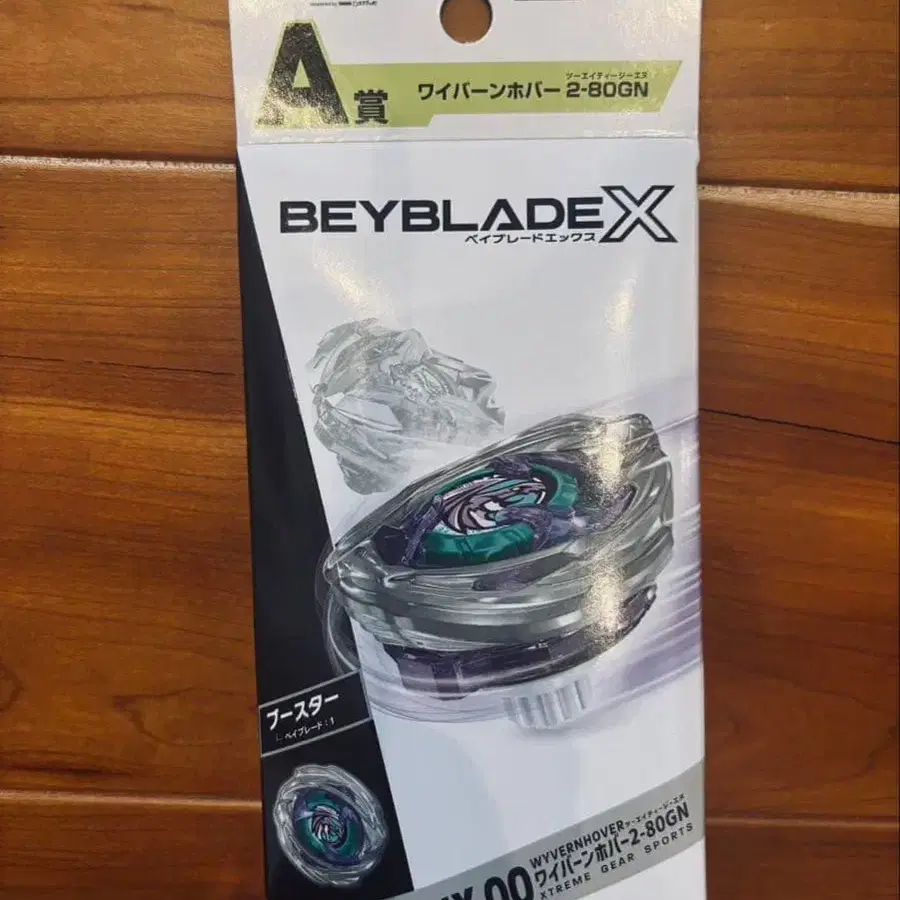 A賞
ツーエイティージーエヌ
ワイバーンホバー 2-80GN
BEYBLADE X
ベイブレードエックス
ブースター
ベイブレード:1
00
WYVERNHOVER
ツーエイティージーエヌ
ワイバーンホバー2-80GN
XTREME GEAR SPORTS